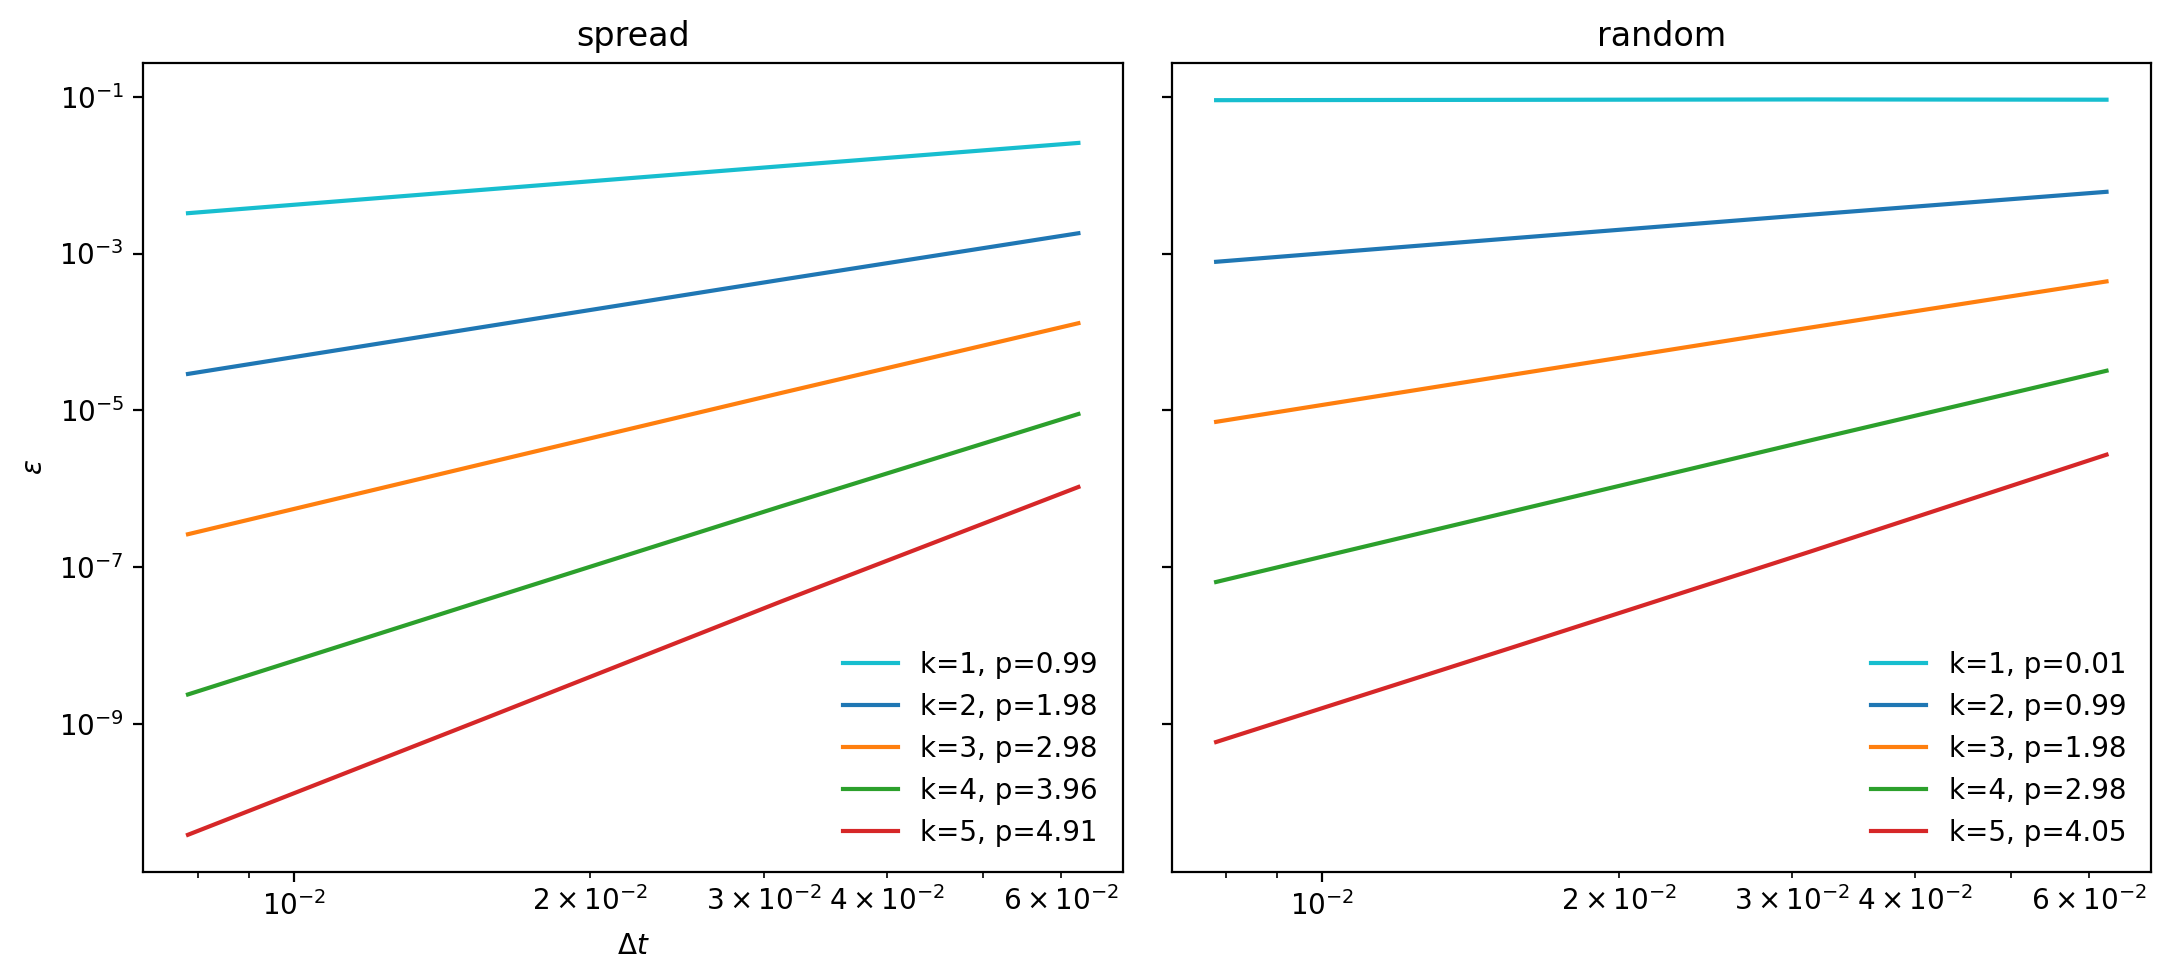 spread
random
10⁻¹
10⁻³
10⁻⁵
10⁻⁷
10⁻⁹
ε
k=1, p=0.99
k=2, p=1.98
k=3, p=2.98
k=4, p=3.96
k=5, p=4.91
k=1, p=0.01
k=2, p=0.99
k=3, p=1.98
k=4, p=2.98
k=5, p=4.05
10⁻² 2×10⁻² 3×10⁻² 4×10⁻² 6×10⁻²
10⁻² 2×10⁻² 3×10⁻² 4×10⁻² 6×10⁻²
Δt